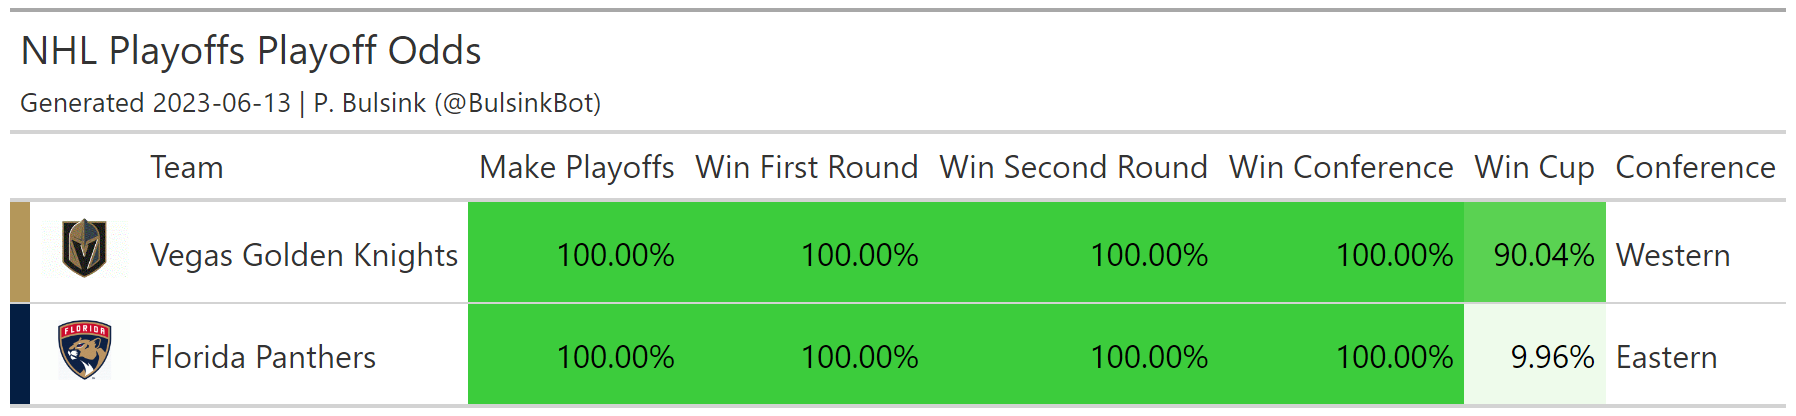 NHL Playoffs Playoff Odds
Generated 2023-06-13 | P. Bulsink (@BulsinkBot)
Team Make Playoffs Win First Round Win Second Round Win Conference Win Cup Conference
Vegas Golden Knights 100.00% 100.00% 100.00% 100.00% 90.04% Western
FLORIDA
Florida Panthers 100.00% 100.00% 100.00% 100.00% 9.96% Eastern